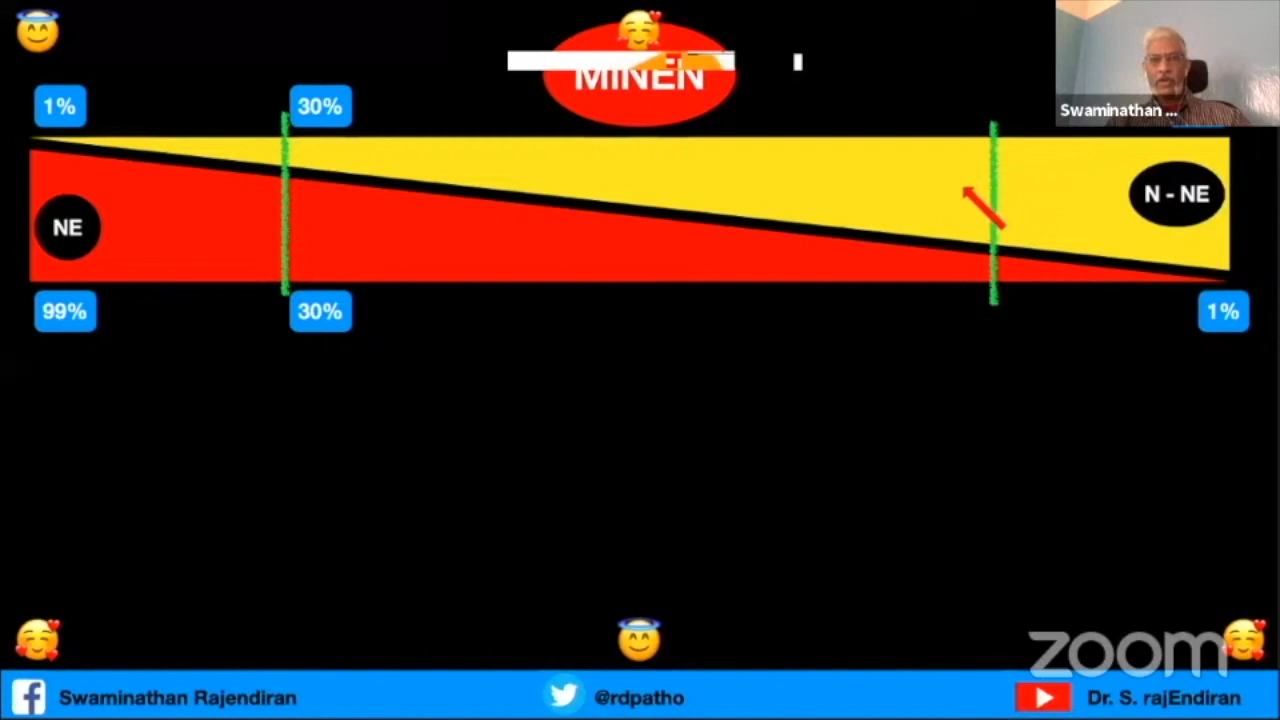 MINEN
Swaminathan ...
1%
30%
NE
N - NE
99%
30%
1%
zoom
Swaminathan Rajendiran
@rdpatho
Dr. S. rajEndiran